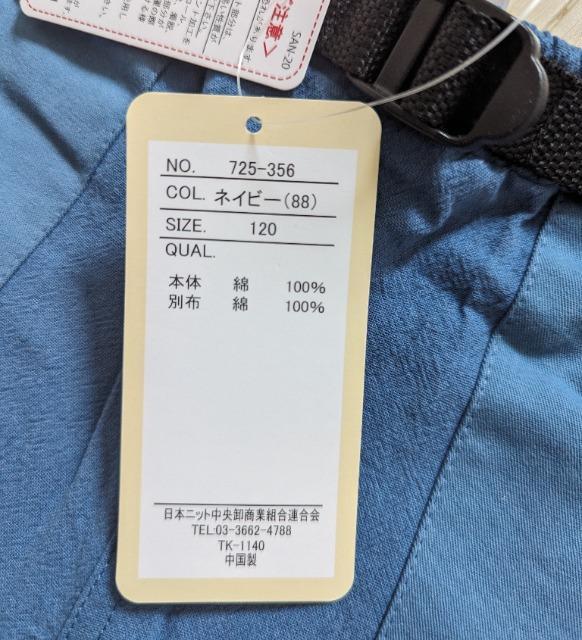 ご注意>
SAN-20
NO. 725-356
COL. ネイビー(88)
SIZE. 120
QUAL.
本体 綿 100%
別布 綿 100%
日本ニット中央卸商業組合連合会
TEL:03-3662-4788
TK-1140
中国製